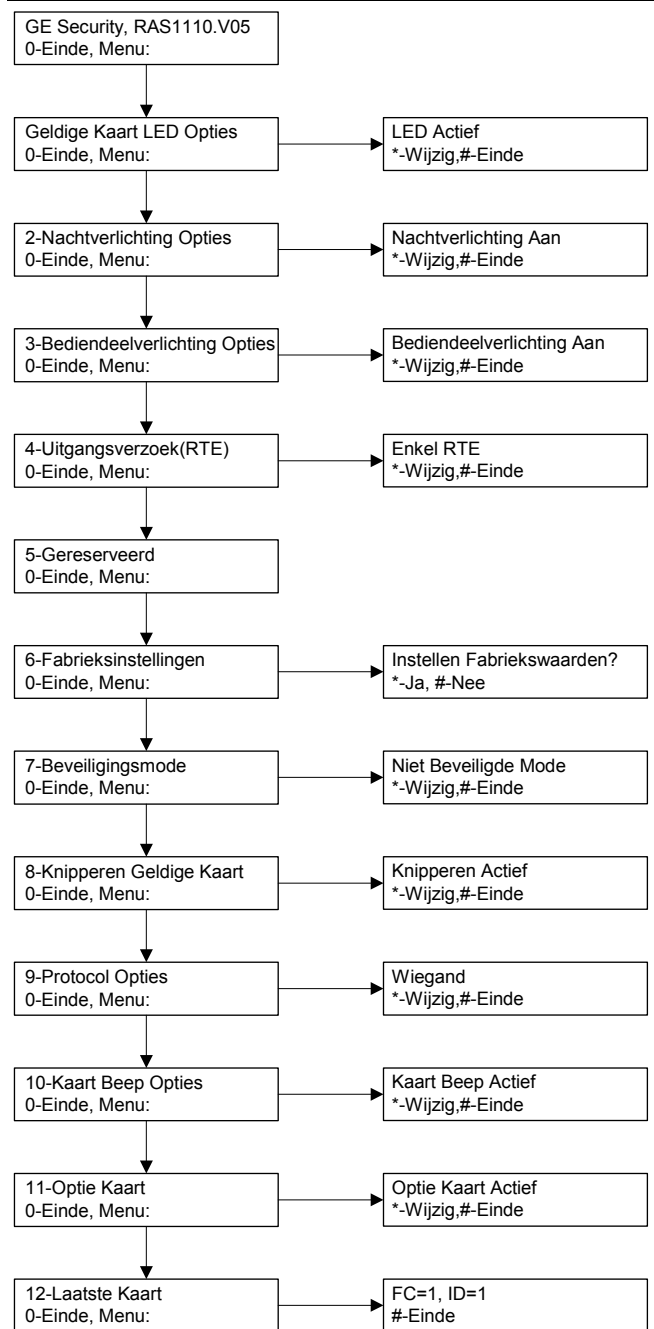 GE Security, RAS1110.V05
0-Einde, Menu:
Geldige Kaart LED Opties
0-Einde, Menu:
LED Actief
*-Wijzig,#-Einde
2-Nachtverlichting Opties
0-Einde, Menu:
Nachtverlichting Aan
*-Wijzig,#-Einde
3-Bediendeelverlichting Opties
0-Einde, Menu:
Bediendeelverlichting Aan
*-Wijzig,#-Einde
4-Uitgangsverzoek(RTE)
0-Einde, Menu:
Enkel RTE
*-Wijzig,#-Einde
5-Gereserveerd
0-Einde, Menu:
6-Fabrieksinstellingen
0-Einde, Menu:
Instellen Fabriekswaarden?
*-Ja, #-Nee
7-Beveiligingsmode
0-Einde, Menu:
Niet Beveiligde Mode
*-Wijzig,#-Einde
8-Knipperen Geldige Kaart
0-Einde, Menu:
Knipperen Actief
*-Wijzig,#-Einde
9-Protocol Opties
0-Einde, Menu:
Wiegand
*-Wijzig,#-Einde
10-Kaart Beep Opties
0-Einde, Menu:
Kaart Beep Actief
*-Wijzig,#-Einde
11-Optie Kaart
0-Einde, Menu:
Optie Kaart Actief
*-Wijzig,#-Einde
12-Laatste Kaart
0-Einde, Menu:
FC=1, ID=1
#-Einde